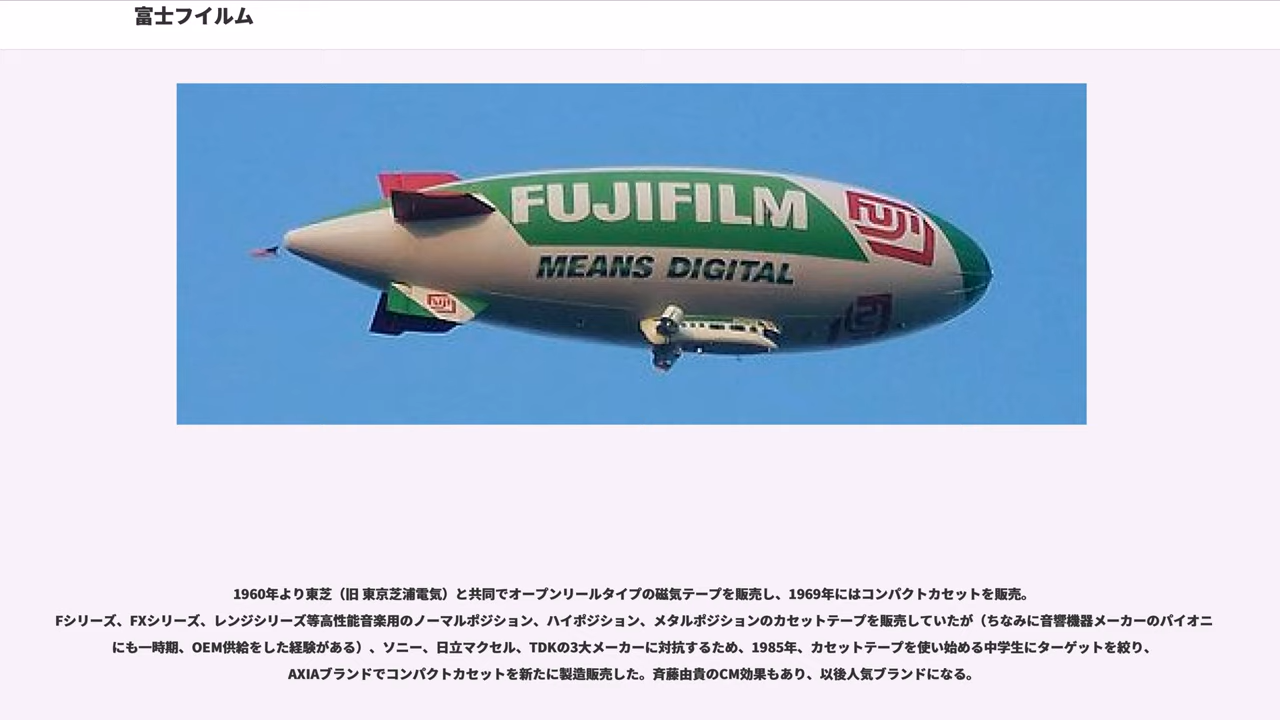 富士フイルム
FUJIFILM
FUJI
MEANS DIGITAL
FUJI
1960年より東芝（旧 東京芝浦電気）と共同でオープンリールタイプの磁気テープを販売し、1969年にはコンパクトカセットを販売。
Fシリーズ、FXシリーズ、レンジシリーズ等高性能音楽用のノーマルポジション、ハイポジション、メタルポジションのカセットテープを販売していたが（ちなみに音響機器メーカーのパイオニ
にも一時期、OEM供給をした経験がある）、ソニー、日立マクセル、TDKの3大メーカーに対抗するため、1985年、カセットテープを使い始める中学生にターゲットを絞り、
AXIAブランドでコンパクトカセットを新たに製造販売した。斉藤由貴のCM効果もあり、以後人気ブランドになる。